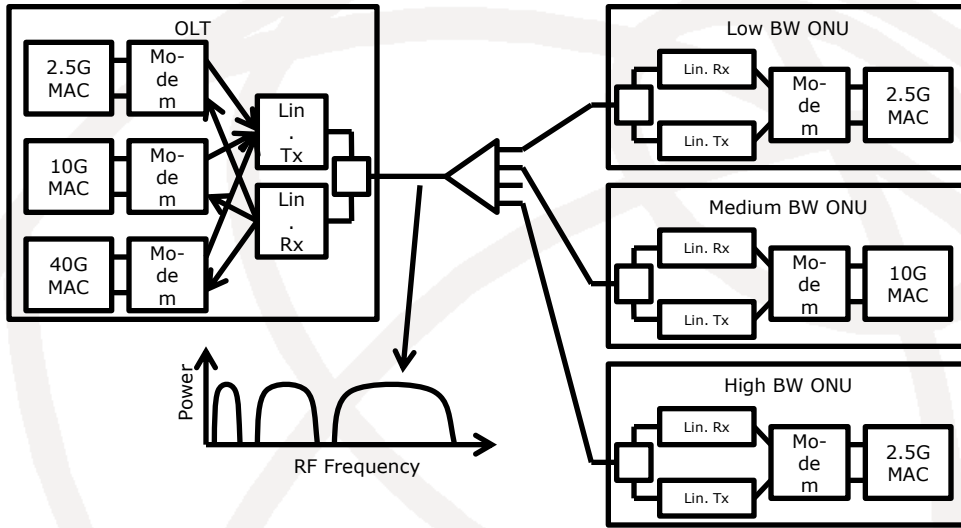 OLT
2.5G
MAC
Mo-
de
m
10G
MAC
Mo-
de
m
40G
MAC
Mo-
de
m
Lin
.
Tx
Lin
.
Rx
Low BW ONU
Lin. Rx
Lin. Tx
Mo-
de
m
2.5G
MAC
Medium BW ONU
Lin. Rx
Lin. Tx
Mo-
de
m
10G
MAC
High BW ONU
Lin. Rx
Lin. Tx
Mo-
de
m
2.5G
MAC
Power
RF Frequency